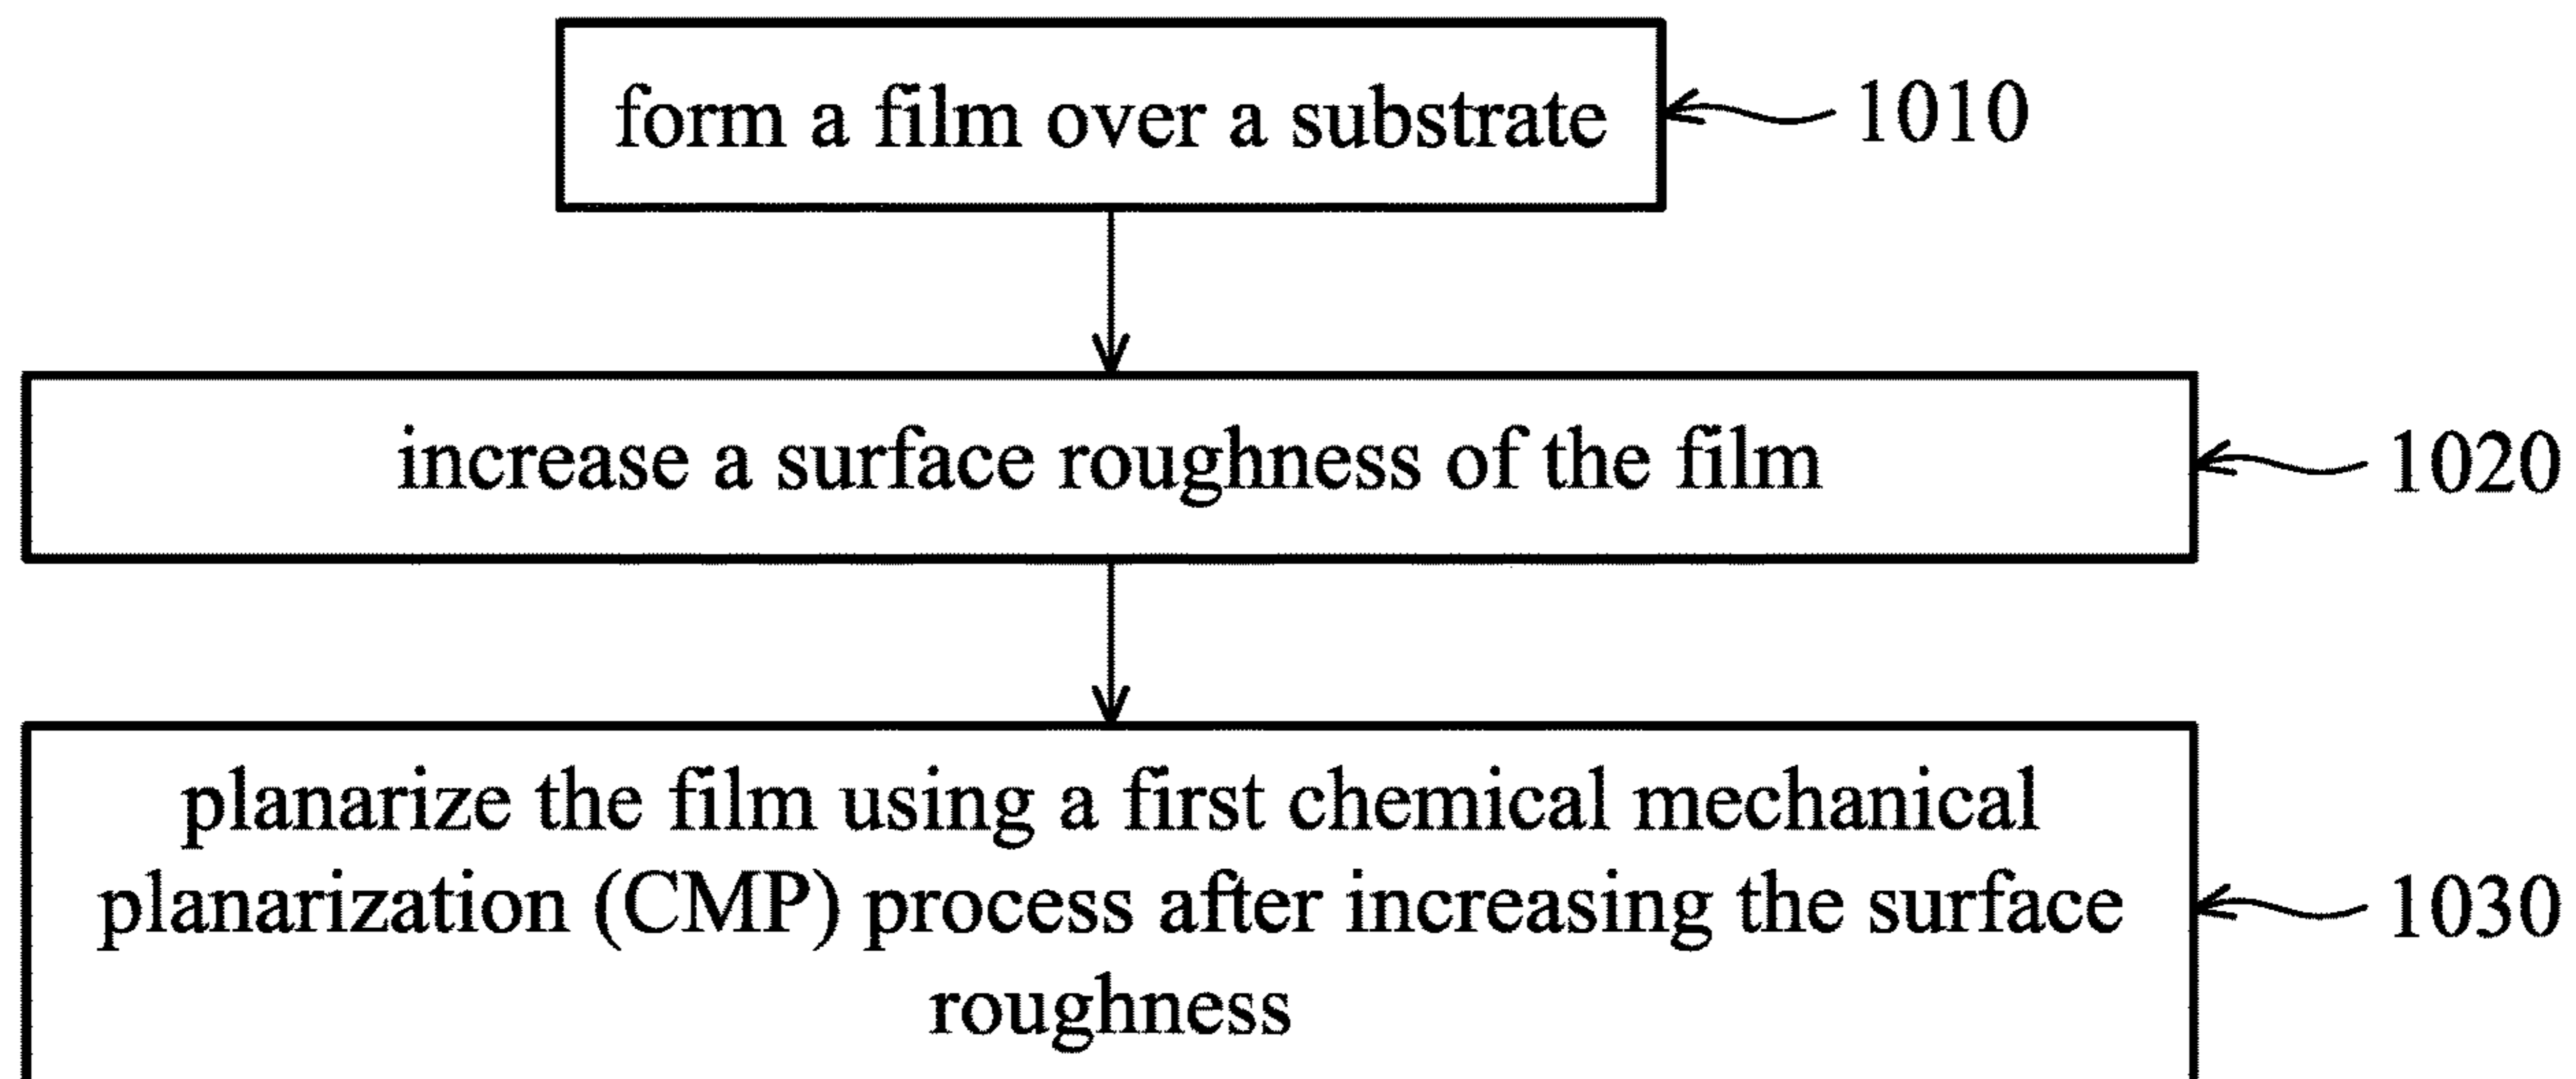 form a film over a substrate
1010
increase a surface roughness of the film
1020
planarize the film using a first chemical mechanical
planarization (CMP) process after increasing the surface
roughness
1030